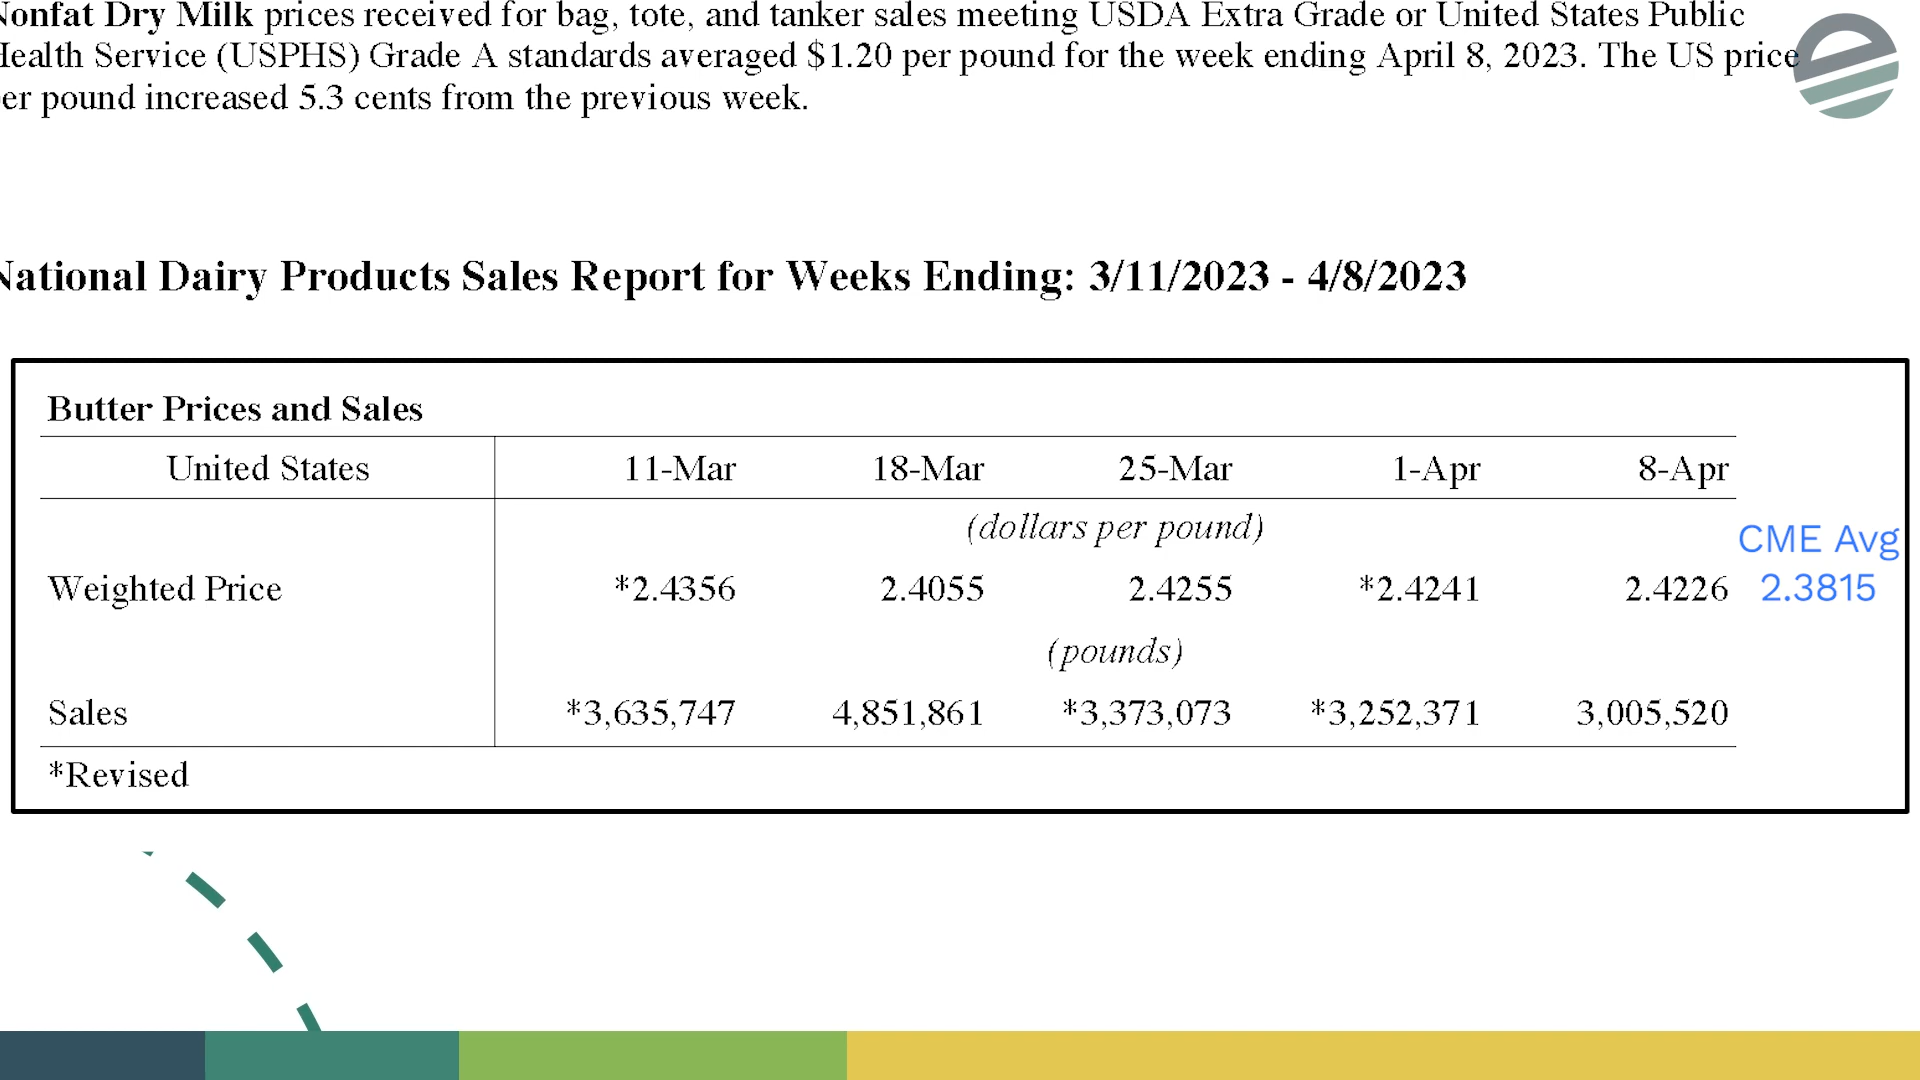 onfat Dry Milk prices received for bag, tote, and tanker sales meeting USDA Extra Grade or United States Public
ealth Service (USPHS) Grade A standards averaged $1.20 per pound for the week ending April 8, 2023. The US price
er pound increased 5.3 cents from the previous week.
National Dairy Products Sales Report for Weeks Ending: 3/11/2023 - 4/8/2023
Butter Prices and Sales
United States 11-Mar 18-Mar 25-Mar 1-Apr 8-Apr
(dollars per pound)
CME Avg
Weighted Price *2.4356 2.4055 2.4255 *2.4241 2.4226 2.3815
(pounds)
Sales *3,635,747 4,851,861 *3,373,073 *3,252,371 3,005,520
*Revised